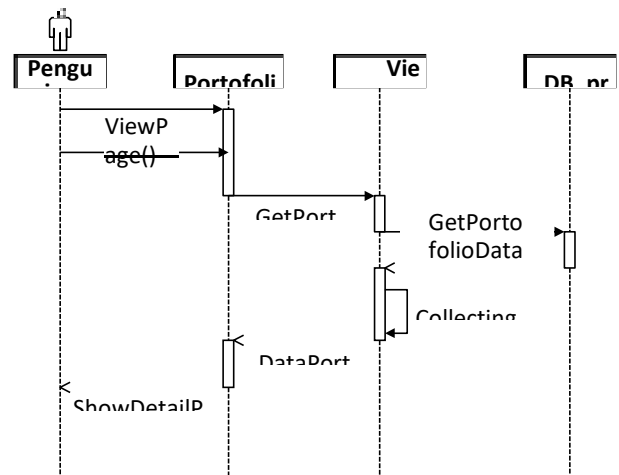 Pengu
Portofoli
Vie
DB_pr
ViewP
age()
GetPort
GetPorto
folioData
Collecting
DataPort
ShowDetailP